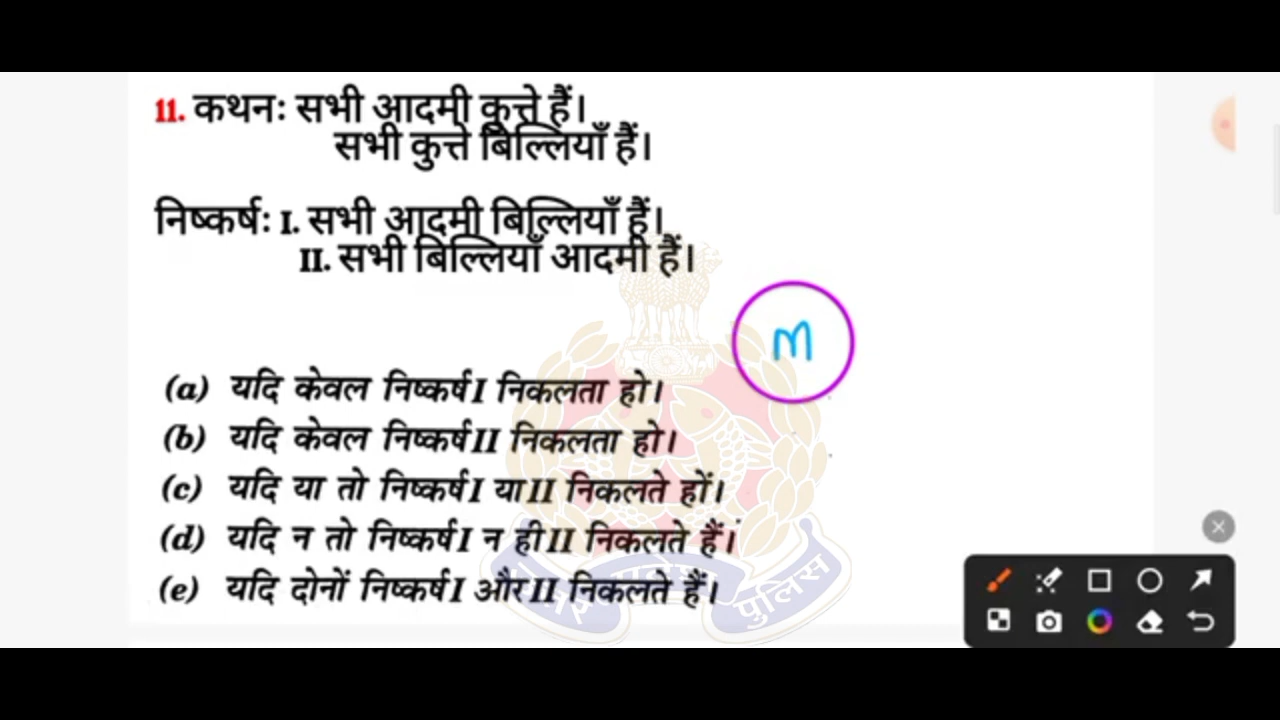 11. कथन: सभी आदमी कुत्ते हैं।
सभी कुत्ते बिल्लियाँ हैं।
निष्कर्ष: I. सभी आदमी बिल्लियाँ हैं।
II. सभी बिल्लियाँ आदमी हैं।
m
(a) यदि केवल निष्कर्ष I निकलता हो।
(b) यदि केवल निष्कर्ष II निकलता हो।
(c) यदि या तो निष्कर्ष I या II निकलते हों।
(d) यदि न तो निष्कर्ष I न ही II निकलते हैं।
(e) यदि दोनों निष्कर्ष I और II निकलते हैं।
पुलिस